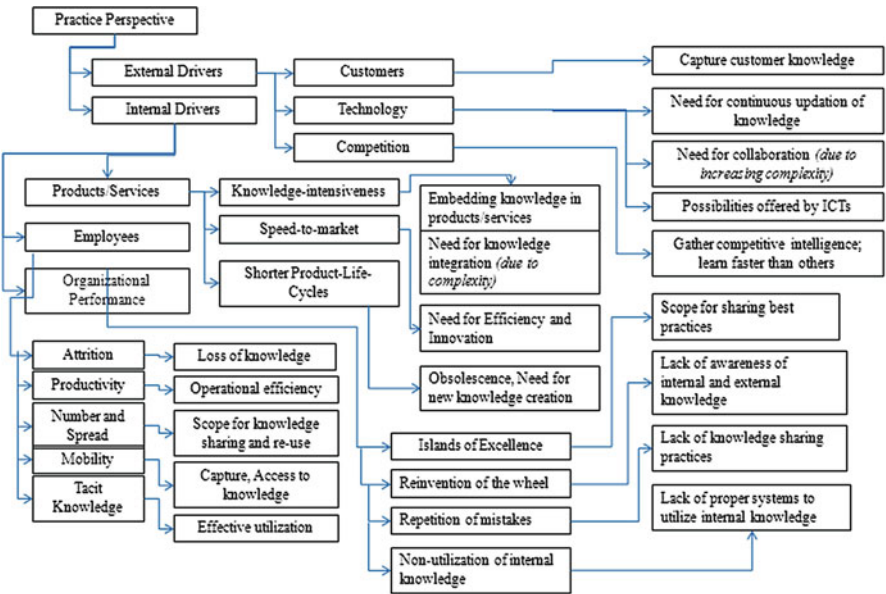 Practice Perspective
External Drivers
Internal Drivers
Customers
Technology
Competition
Capture customer knowledge
Need for continuous updation of
knowledge
Need for collaboration (due to
increasing complexity)
Possibilities offered by ICTs
Gather competitive intelligence;
learn faster than others
Products/Services
Employees
Organizational
Performance
Knowledge-intensiveness
Speed-to-market
Shorter Product-Life-
Cycles
Embedding knowledge in
products/services
Need for knowledge
integration (due to
complexity)
Need for Efficiency and
Innovation
Obsolescence, Need for
new knowledge creation
Attrition
Productivity
Number and
Spread
Mobility
Tacit
Knowledge
Loss of knowledge
Operational efficiency
Scope for knowledge
sharing and re-use
Capture, Access to
knowledge
Effective utilization
Islands of Excellence
Reinvention of the wheel
Repetition of mistakes
Non-utilization of internal
knowledge
Scope for sharing best
practices
Lack of awareness of
internal and external
knowledge
Lack of knowledge sharing
practices
Lack of proper systems to
utilize internal knowledge